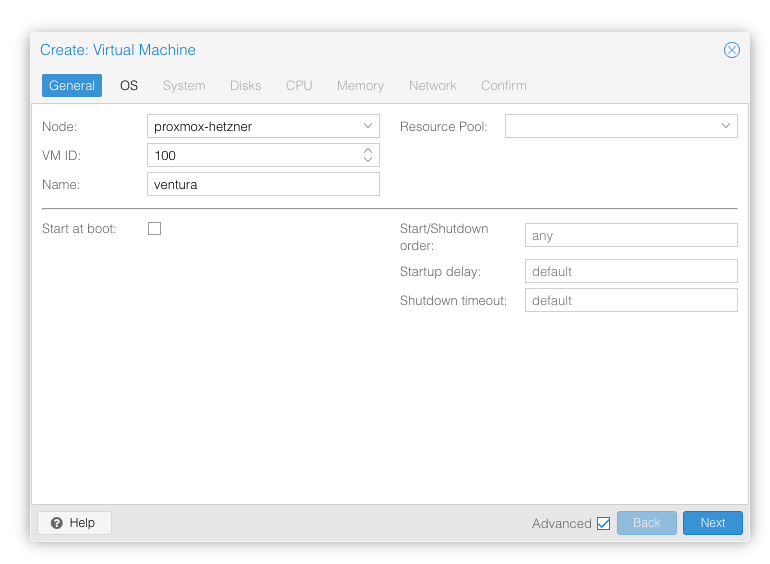 Create: Virtual Machine
General OS System Disks CPU Memory Network Confirm
Node: proxmox-hetzner Resource Pool:
VM ID: 100
Name: ventura
Start at boot: Start/Shutdown order: any
Startup delay: default
Shutdown timeout: default
Help Advanced Back Next